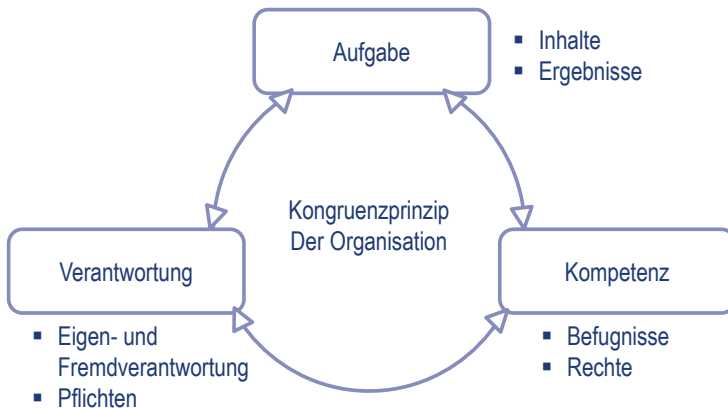 Aufgabe
▪ Inhalte
▪ Ergebnisse
Kongruenzprinzip
Der Organisation
Verantwortung
▪ Eigen- und
Fremdverantwortung
▪ Pflichten
Kompetenz
▪ Befugnisse
▪ Rechte